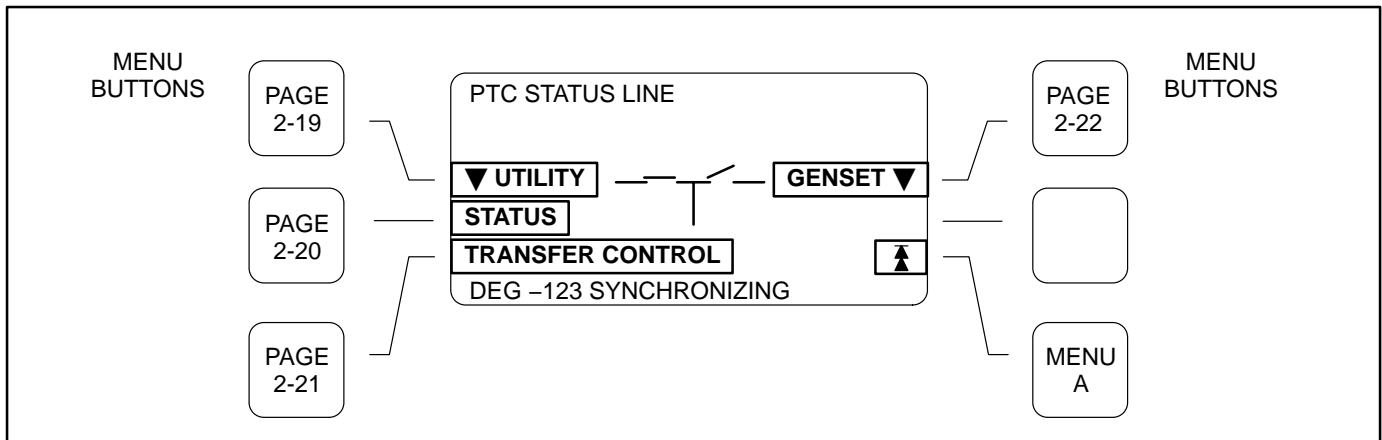 MENU
BUTTONS
PAGE
2-19
PAGE
2-20
PAGE
2-21
PTC STATUS LINE
▼ UTILITY
GENSET ▼
STATUS
TRANSFER CONTROL
DEG –123 SYNCHRONIZING
MENU
BUTTONS
PAGE
2-22
MENU
A